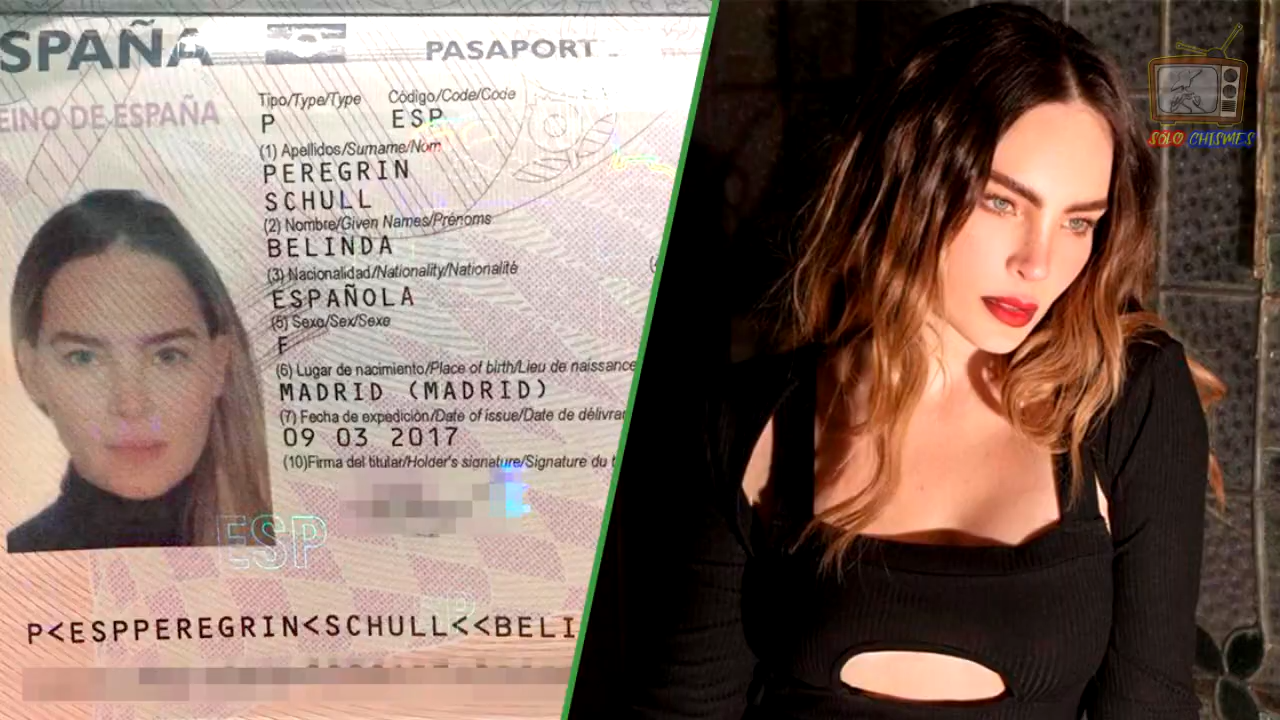 SPAÑA
PASAPORT
EINO DE ESPAÑA
Tipo/Type/Type
Código/Code/Code
P
ESP
(1) Apellidos/Surname/Nom
PEREGRIN
SCHULL
(2) Nombre/Given Names/Prénoms
BELINDA
(3) Nacionalidad/Nationality/Nationalité
ESPAÑOLA
(5) Sexo/Sex/Sexe
F
(6) Lugar de nacimiento/Place of birth/Lieu de naissance
MADRID (MADRID)
(7) Fecha de expedición/Date of issue/Date de délivran
09 03 2017
(10)Firma del titular/Holder's signature/Signature du t
ESP
P<ESPPEREGRIN<SCHULL<<BELI
SOLO CHISMES